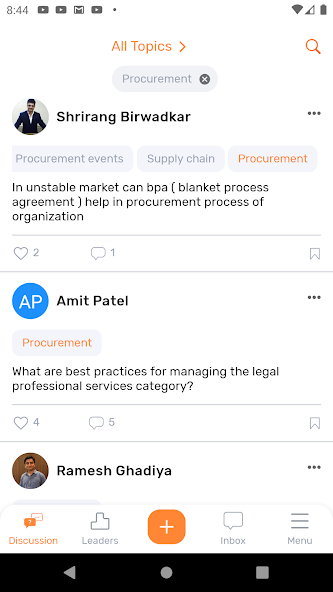 8:44
All Topics
Procurement
Shrirang Birwadkar
Procurement events
Supply chain
Procurement
In unstable market can bpa ( blanket process
agreement ) help in procurement process of
organization
2
1
AP
Amit Patel
Procurement
What are best practices for managing the legal
professional services category?
4
5
Ramesh Ghadiya
Discussion
Leaders
Inbox
Menu